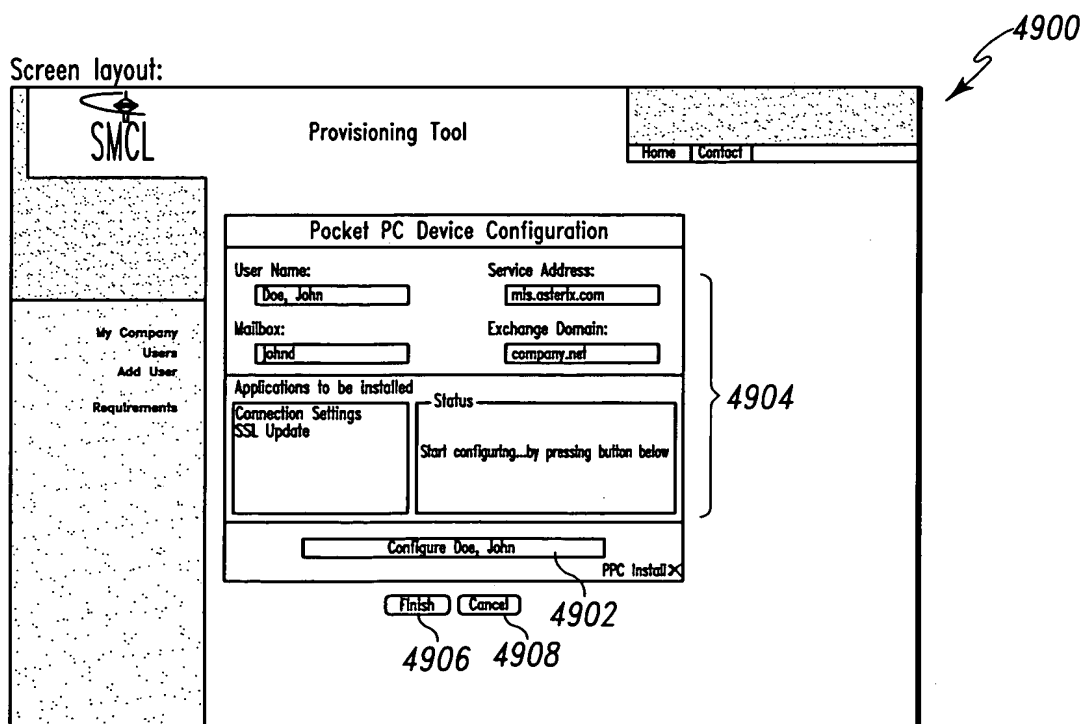 4900
Screen layout:
SMCL
Provisioning Tool
Home Contact
Pocket PC Device Configuration
User Name: Service Address:
Doe, John mis.asterix.com
Mailbox: Exchange Domain:
johnd company.net
My Company
Users
Add User
Requirements
Applications to be installed
Connection Settings
SSL Update
Status
Start configuring...by pressing button below
4904
Configure Doe, John
PPC Install
Finish Cancel
4902
4906 4908